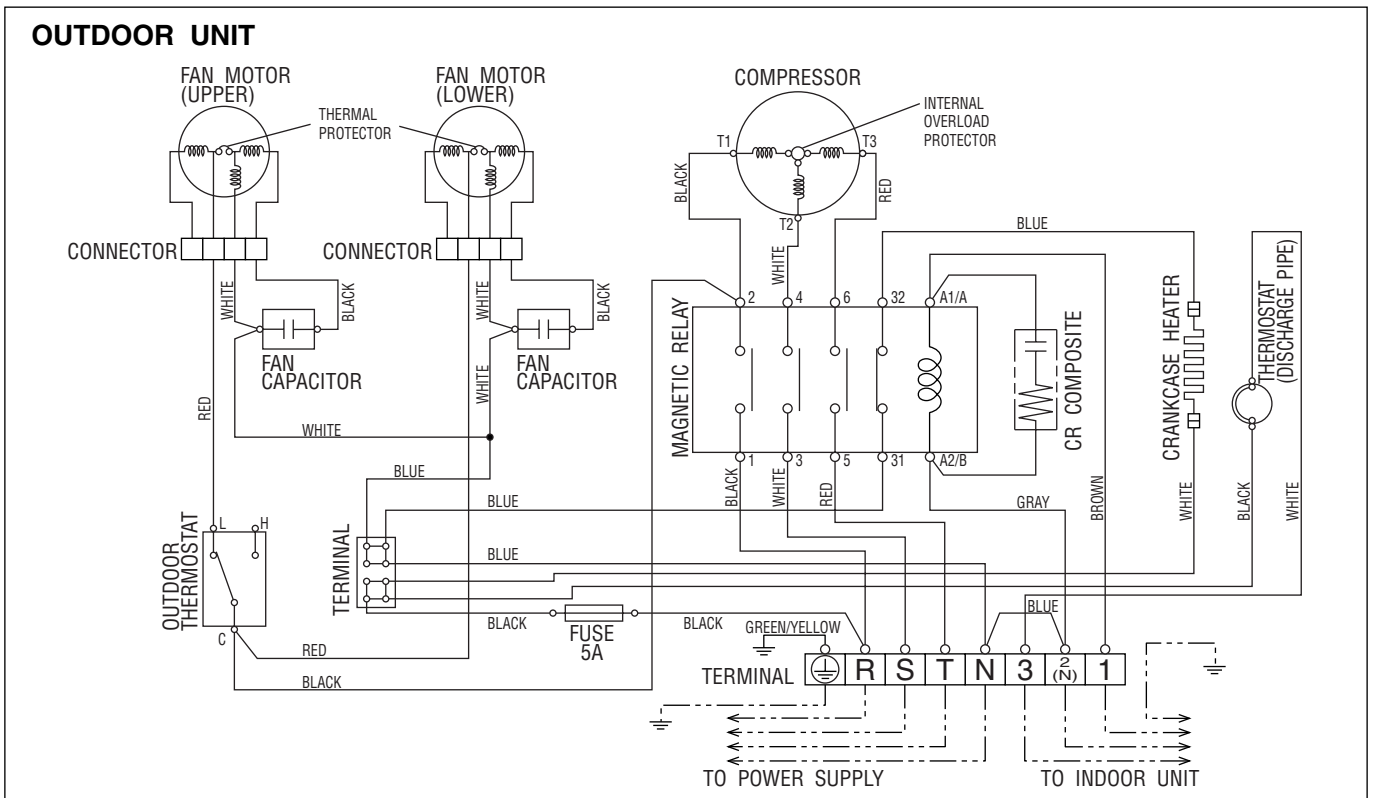 OUTDOOR UNIT
FAN MOTOR
(UPPER)
THERMAL
PROTECTOR
FAN MOTOR
(LOWER)
COMPRESSOR
INTERNAL
OVERLOAD
PROTECTOR
T1
T3
T2
BLACK
WHITE
RED
CONNECTOR
CONNECTOR
WHITE
BLACK
FAN
CAPACITOR
WHITE
BLACK
FAN
CAPACITOR
RED
WHITE
WHITE
BLUE
MAGNETIC RELAY
2
4
6
32
A1/A
1
3
5
31
A2/B
CR COMPOSITE
BLUE
CRANKCASE HEATER
THERMOSTAT
(DISCHARGE PIPE)
BLACK
WHITE
RED
GRAY
BROWN
WHITE
BLACK
WHITE
BLUE
BLUE
OUTDOOR
THERMOSTAT
L
H
C
TERMINAL
BLACK
FUSE
5A
BLACK
RED
BLACK
GREEN/YELLOW
BLUE
TERMINAL
R
S
T
N
3
2
(N)
1
TO POWER SUPPLY
TO INDOOR UNIT